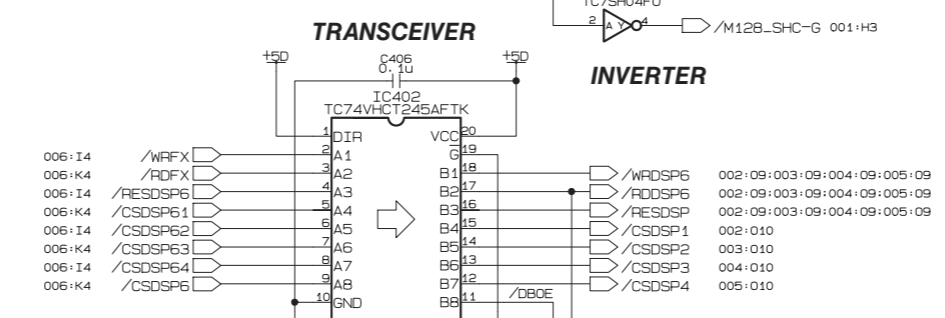 TC7SH04FU
2 A Y 4 /M128_SHC-G 001:H3
TRANSCEIVER
INVERTER
+5D C406 +5D
0.1u
IC402
TC74VHCT245AFTK
1 DIR VCC 20
006:I4 /WRFX 2 A1 G 19
006:K4 /RDFX 3 A2 B1 18 /WRDSP6 002:09:003:09:004:09:005:09
006:I4 /RESDSP6 4 A3 B2 17 /RDDSP6 002:09:003:09:004:09:005:09
006:K4 /CSDSP61 5 A4 B3 16 /RESDSP 002:09:003:09:004:09:005:09
006:I4 /CSDSP62 6 A5 B4 15 /CSDSP1 002:010
006:K4 /CSDSP63 7 A6 B5 14 /CSDSP2 003:010
006:I4 /CSDSP64 8 A7 B6 13 /CSDSP3 004:010
006:K4 /CSDSP6 9 A8 B7 12 /CSDSP4 005:010
10 GND B8 11 /DBOE